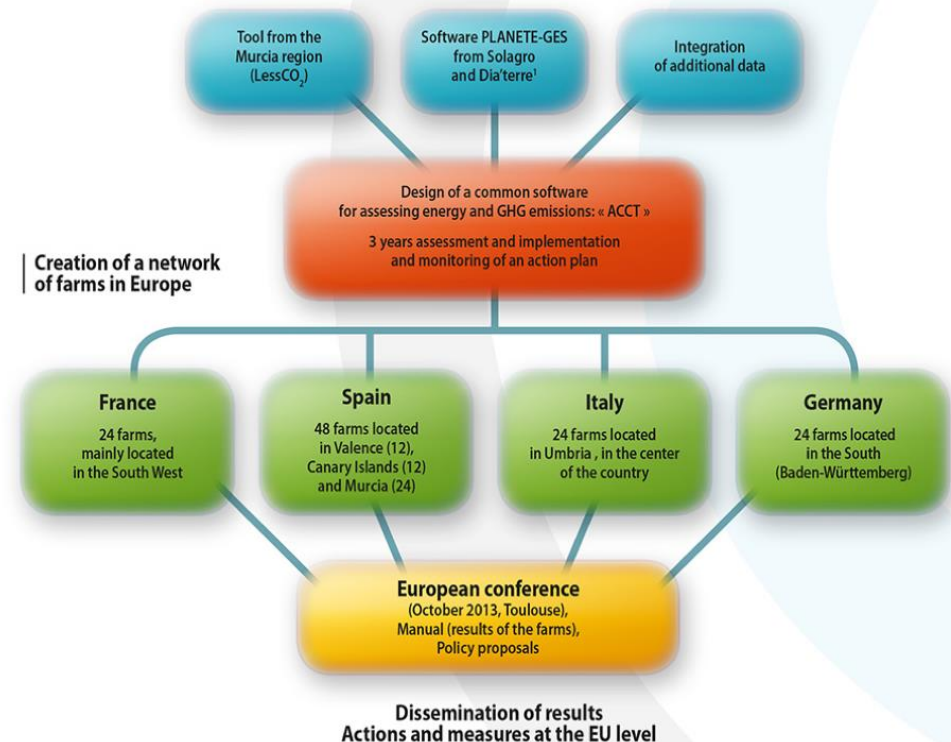 Tool from the
Murcia region
(LessCO₂)
Software PLANETE-GES
from Solagro
and Dia'terre¹
Integration
of additional data
Design of a common software
for assessing energy and GHG emissions: « ACCT »
3 years assessment and implementation
and monitoring of an action plan
Creation of a network
of farms in Europe
France
24 farms,
mainly located
in the South West
Spain
48 farms located
in Valence (12),
Canary Islands (12)
and Murcia (24)
Italy
24 farms located
in Umbria , in the center
of the country
Germany
24 farms located
in the South
(Baden-Württemberg)
European conference
(October 2013, Toulouse),
Manual (results of the farms),
Policy proposals
Dissemination of results
Actions and measures at the EU level